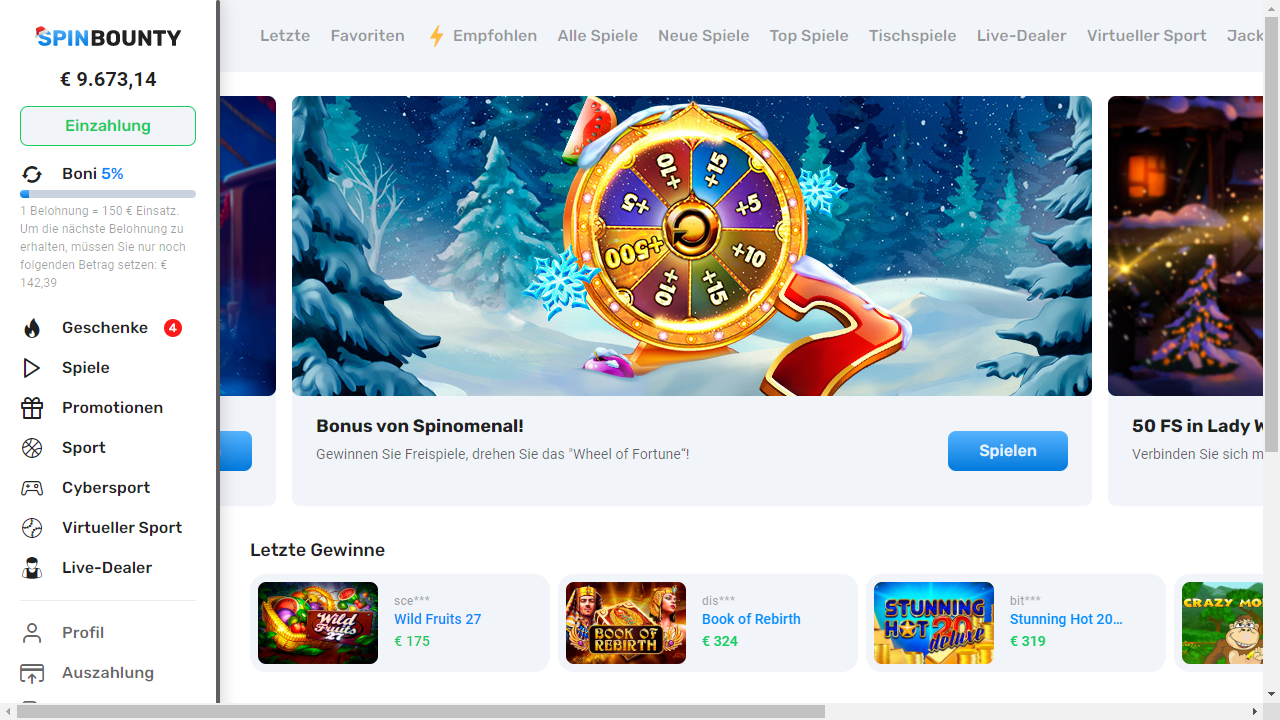 SPINBOUNTY
€ 9.673,14
Einzahlung
Boni 5%
1 Belohnung = 150 € Einsatz.
Um die nächste Belohnung zu
erhalten, müssen Sie nur noch
folgenden Betrag setzen: €
142,39
Geschenke 4
Spiele
Promotionen
Sport
Cybersport
Virtueller Sport
Live-Dealer
Profil
Auszahlung
Letzte Favoriten Empfohlen Alle Spiele Neue Spiele Top Spiele Tischspiele Live-Dealer Virtueller Sport Jack
+10
+15
+5
+5
+500
+10
+10
+15
Bonus von Spinomenal!
Gewinnen Sie Freispiele, drehen Sie das "Wheel of Fortune“!
Spielen
50 FS in Lady W
Verbinden Sie sich m
Letzte Gewinne
Wild
Fruits
27
sce***
Wild Fruits 27
€ 175
BOOK OF
REBIRTH
dis***
Book of Rebirth
€ 324
STUNNING
HOT 20
deluxe
bit***
Stunning Hot 20...
€ 319
CRAZY MO